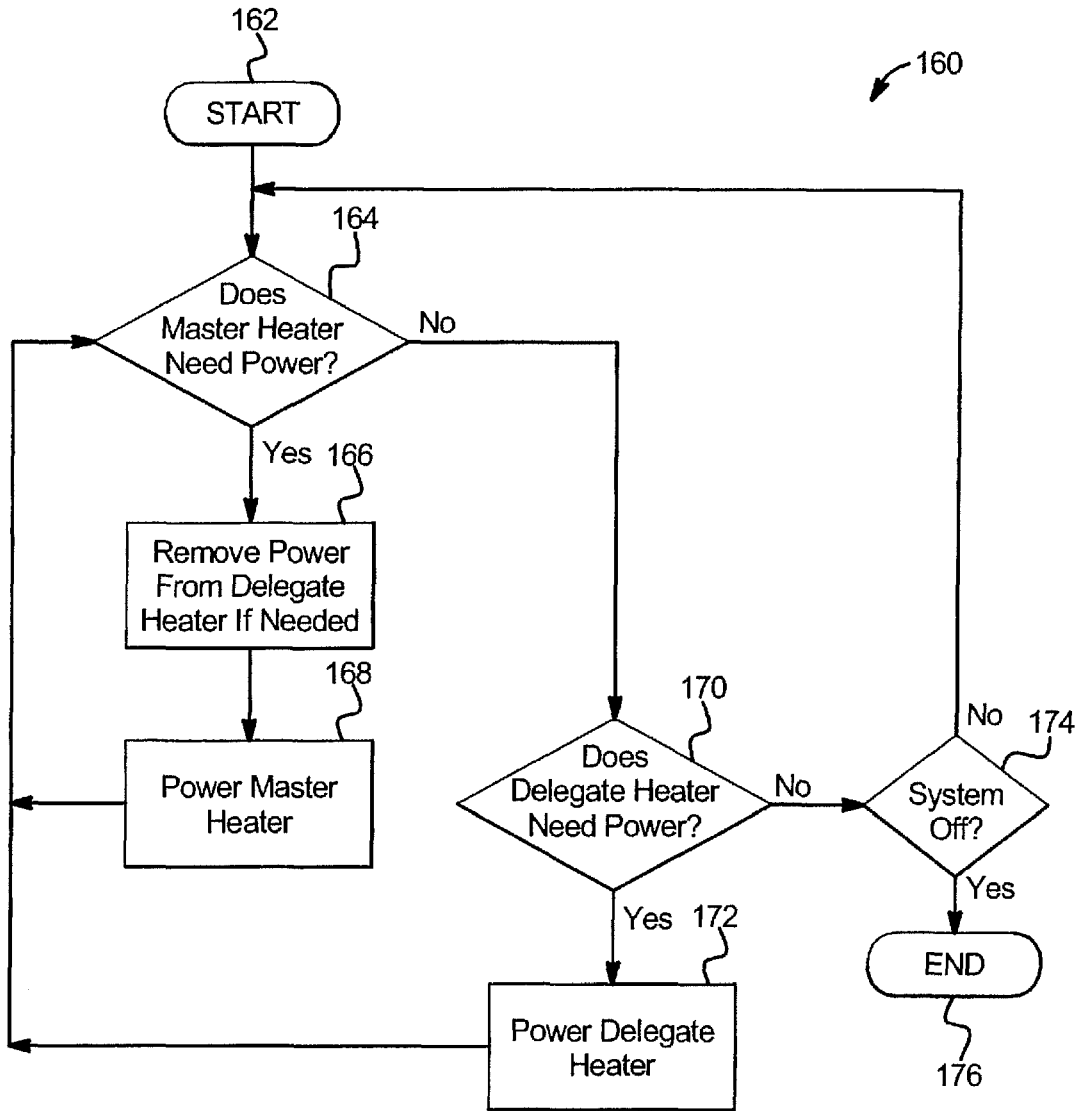 162
160
START
164
Does
Master Heater
Need Power?
No
Yes
166
Remove Power
From Delegate
Heater If Needed
168
Power Master
Heater
170
Does
Delegate Heater
Need Power?
No
No
174
System
Off?
Yes
172
Yes
Power Delegate
Heater
END
176